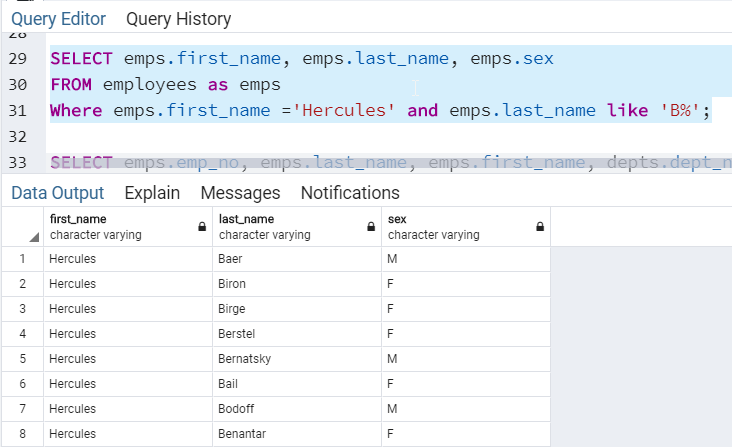 Query Editor Query History
28
29 SELECT emps.first_name, emps.last_name, emps.sex
30 FROM employees as emps
31 Where emps.first_name ='Hercules' and emps.last_name like 'B%';
32
33 SELECT emps.emp_no, emps.last_name, emps.first_name, depts.dept_n
Data Output Explain Messages Notifications
first_name last_name sex
character varying character varying character varying
1 Hercules Baer M
2 Hercules Biron F
3 Hercules Birge F
4 Hercules Berstel F
5 Hercules Bernatsky M
6 Hercules Bail F
7 Hercules Bodoff M
8 Hercules Benantar F